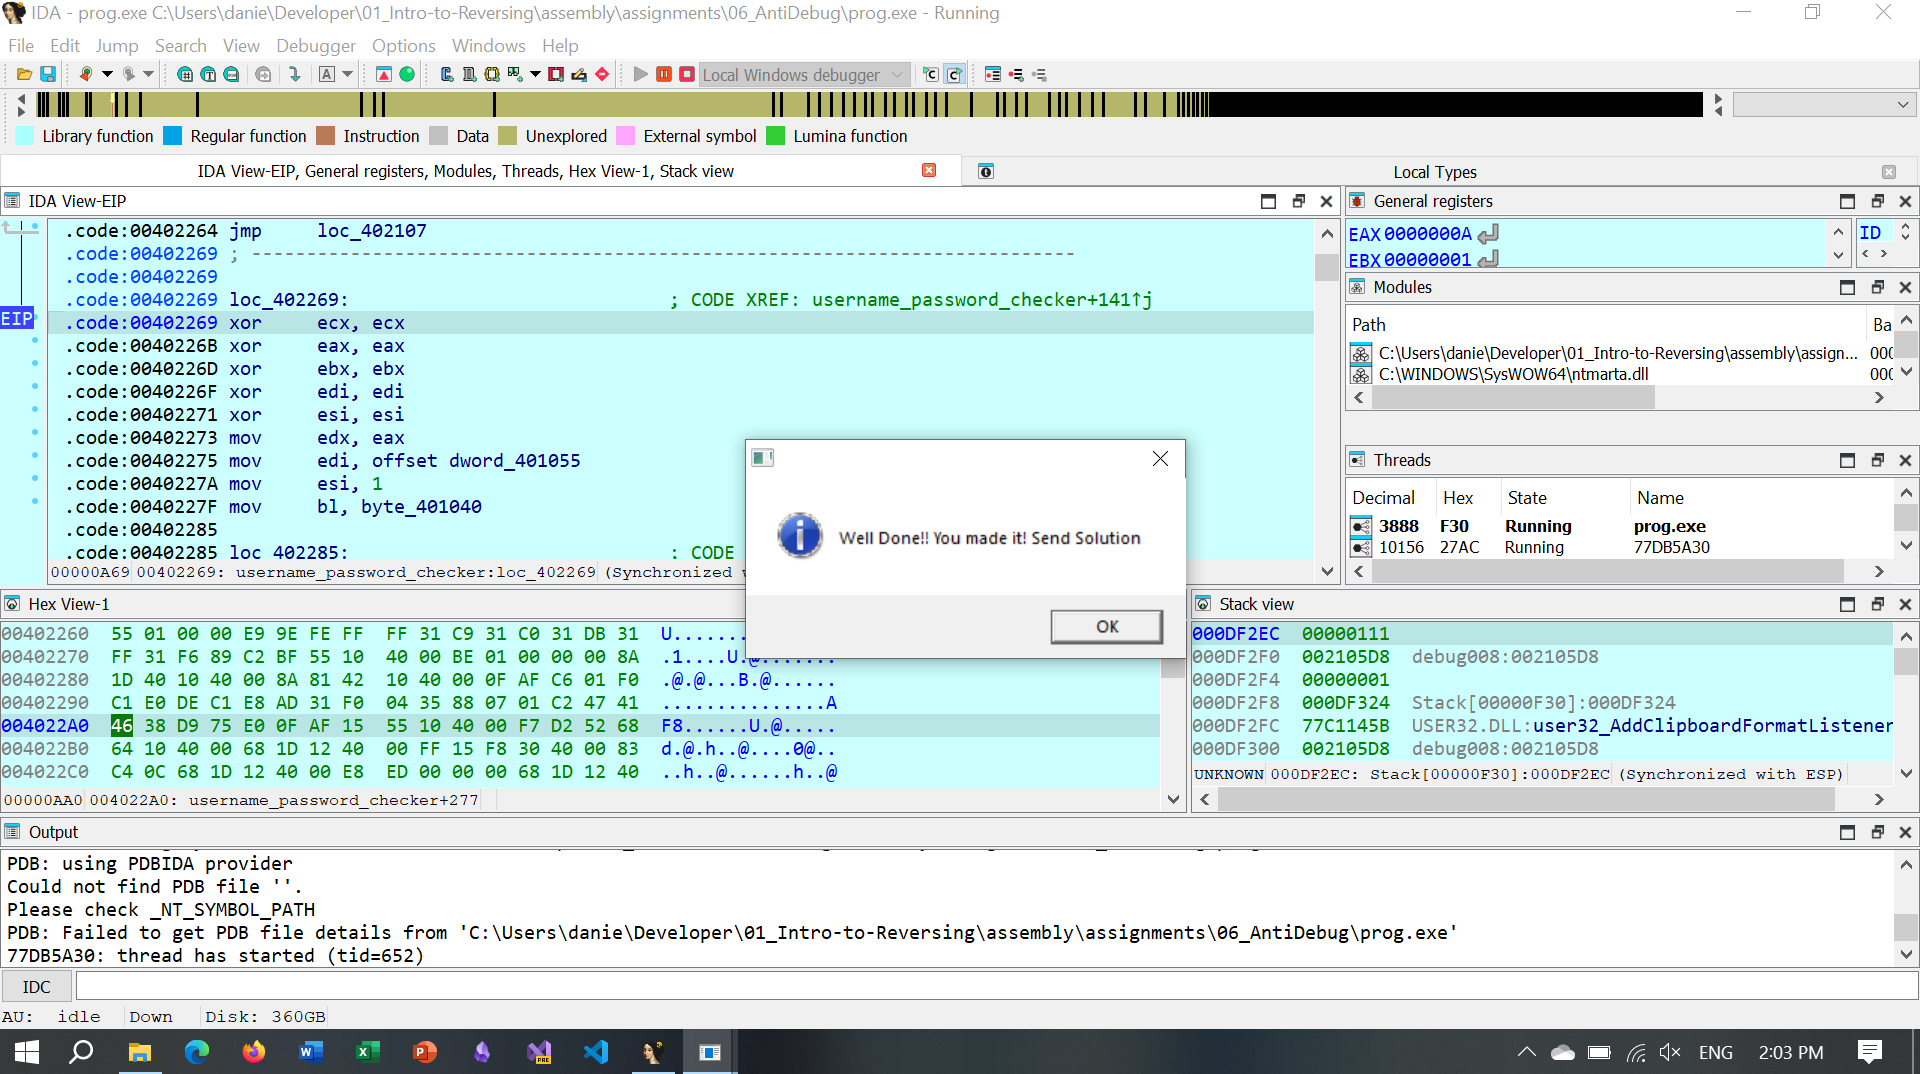 IDA - prog.exe C:\Users\danie\Developer\01_Intro-to-Reversing\assembly\assignments\06_AntiDebug\prog.exe - Running
File Edit Jump Search View Debugger Options Windows Help
Local Windows debugger
Library function Regular function Instruction Data Unexplored External symbol Lumina function
IDA View-EIP, General registers, Modules, Threads, Hex View-1, Stack view
Local Types
IDA View-EIP
.code:00402264 jmp loc_402107
.code:00402269 ; ---------------------------------------------------------------------------
.code:00402269
.code:00402269 loc_402269: ; CODE XREF: username_password_checker+141↑j
EIP
.code:00402269 xor ecx, ecx
.code:0040226B xor eax, eax
.code:0040226D xor ebx, ebx
.code:0040226F xor edi, edi
.code:00402271 xor esi, esi
.code:00402273 mov edx, eax
.code:00402275 mov edi, offset dword_401055
.code:0040227A mov esi, 1
.code:0040227F mov bl, byte_401040
.code:00402285
.code:00402285 loc_402285: ; CODE
00000A69 00402269: username_password_checker:loc_402269 (Synchronized
General registers
EAX 0000000A
EBX 00000001
ID
Modules
Path Ba
C:\Users\danie\Developer\01_Intro-to-Reversing\assembly\assign... 000
C:\WINDOWS\SysWOW64\ntmarta.dll 000
Threads
Decimal Hex State Name
3888 F30 Running prog.exe
10156 27AC Running 77DB5A30
Well Done!! You made it! Send Solution
OK
Hex View-1
00402260 55 01 00 00 E9 9E FE FF FF 31 C9 31 C0 31 DB 31 U.......
00402270 FF 31 F6 89 C2 BF 55 10 40 00 BE 01 00 00 00 8A .1....U.@.......
00402280 1D 40 10 40 00 8A 81 42 10 40 00 0F AF C6 01 F0 .@.@...B.@......
00402290 C1 E0 DE C1 E8 AD 31 F0 04 35 88 07 01 C2 47 41 ..............A
004022A0 46 38 D9 75 E0 0F AF 15 55 10 40 00 F7 D2 52 68 F8......U.@.....
004022B0 64 10 40 00 68 1D 12 40 00 FF 15 F8 30 40 00 83 d.@.h..@....0@..
004022C0 C4 0C 68 1D 12 40 00 E8 ED 00 00 00 68 1D 12 40 ..h..@......h..@
00000AA0 004022A0: username_password_checker+277
Stack view
000DF2EC 00000111
000DF2F0 002105D8 debug008:002105D8
000DF2F4 00000001
000DF2F8 000DF324 Stack[00000F30]:000DF324
000DF2FC 77C1145B USER32.DLL:user32_AddClipboardFormatListener
000DF300 002105D8 debug008:002105D8
UNKNOWN 000DF2EC: Stack[00000F30]:000DF2EC (Synchronized with ESP)
Output
PDB: using PDBIDA provider
Could not find PDB file ''.
Please check _NT_SYMBOL_PATH
PDB: Failed to get PDB file details from 'C:\Users\danie\Developer\01_Intro-to-Reversing\assembly\assignments\06_AntiDebug\prog.exe'
77DB5A30: thread has started (tid=652)
IDC
AU: idle Down Disk: 360GB
ENG 2:03 PM